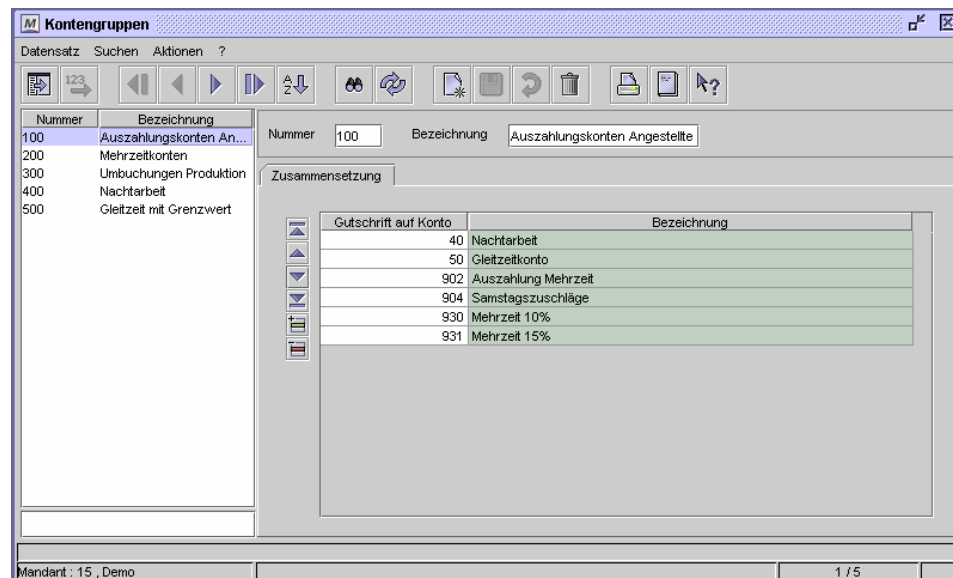 M Kontengruppen
Datensatz Suchen Aktionen ?
123 A Z ?
Nummer Bezeichnung
100 Auszahlungskonten An...
200 Mehrzeitkonten
300 Umbuchungen Produktion
400 Nachtarbeit
500 Gleitzeit mit Grenzwert
Nummer 100 Bezeichnung Auszahlungskonten Angestellte
Zusammensetzung
Gutschrift auf Konto Bezeichnung
40 Nachtarbeit
50 Gleitzeitkonto
902 Auszahlung Mehrzeit
904 Samstagszuschläge
930 Mehrzeit 10%
931 Mehrzeit 15%
Mandant : 15 , Demo 1 / 5